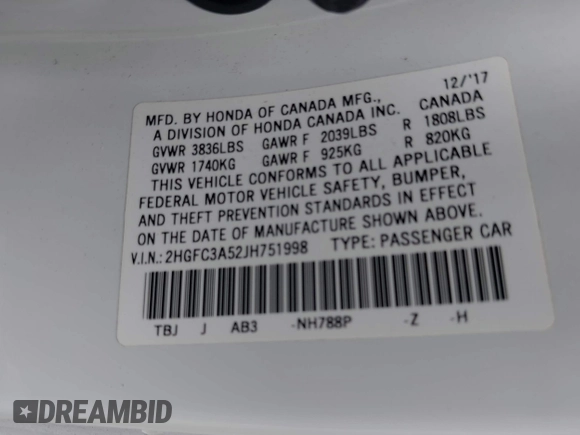 12/'17
MFD. BY HONDA OF CANADA MFG.,
A DIVISION OF HONDA CANADA INC. CANADA
GVWR 3836LBS GAWR F 2039LBS R 1808LBS
GVWR 1740KG GAWR F 925KG R 820KG
THIS VEHICLE CONFORMS TO ALL APPLICABLE
FEDERAL MOTOR VEHICLE SAFETY, BUMPER,
AND THEFT PREVENTION STANDARDS IN EFFECT
ON THE DATE OF MANUFACTURE SHOWN ABOVE.
V.I.N.: 2HGFC3A52JH751998 TYPE: PASSENGER CAR
TBJ J AB3 -NH788P -Z -H
DREAMBID